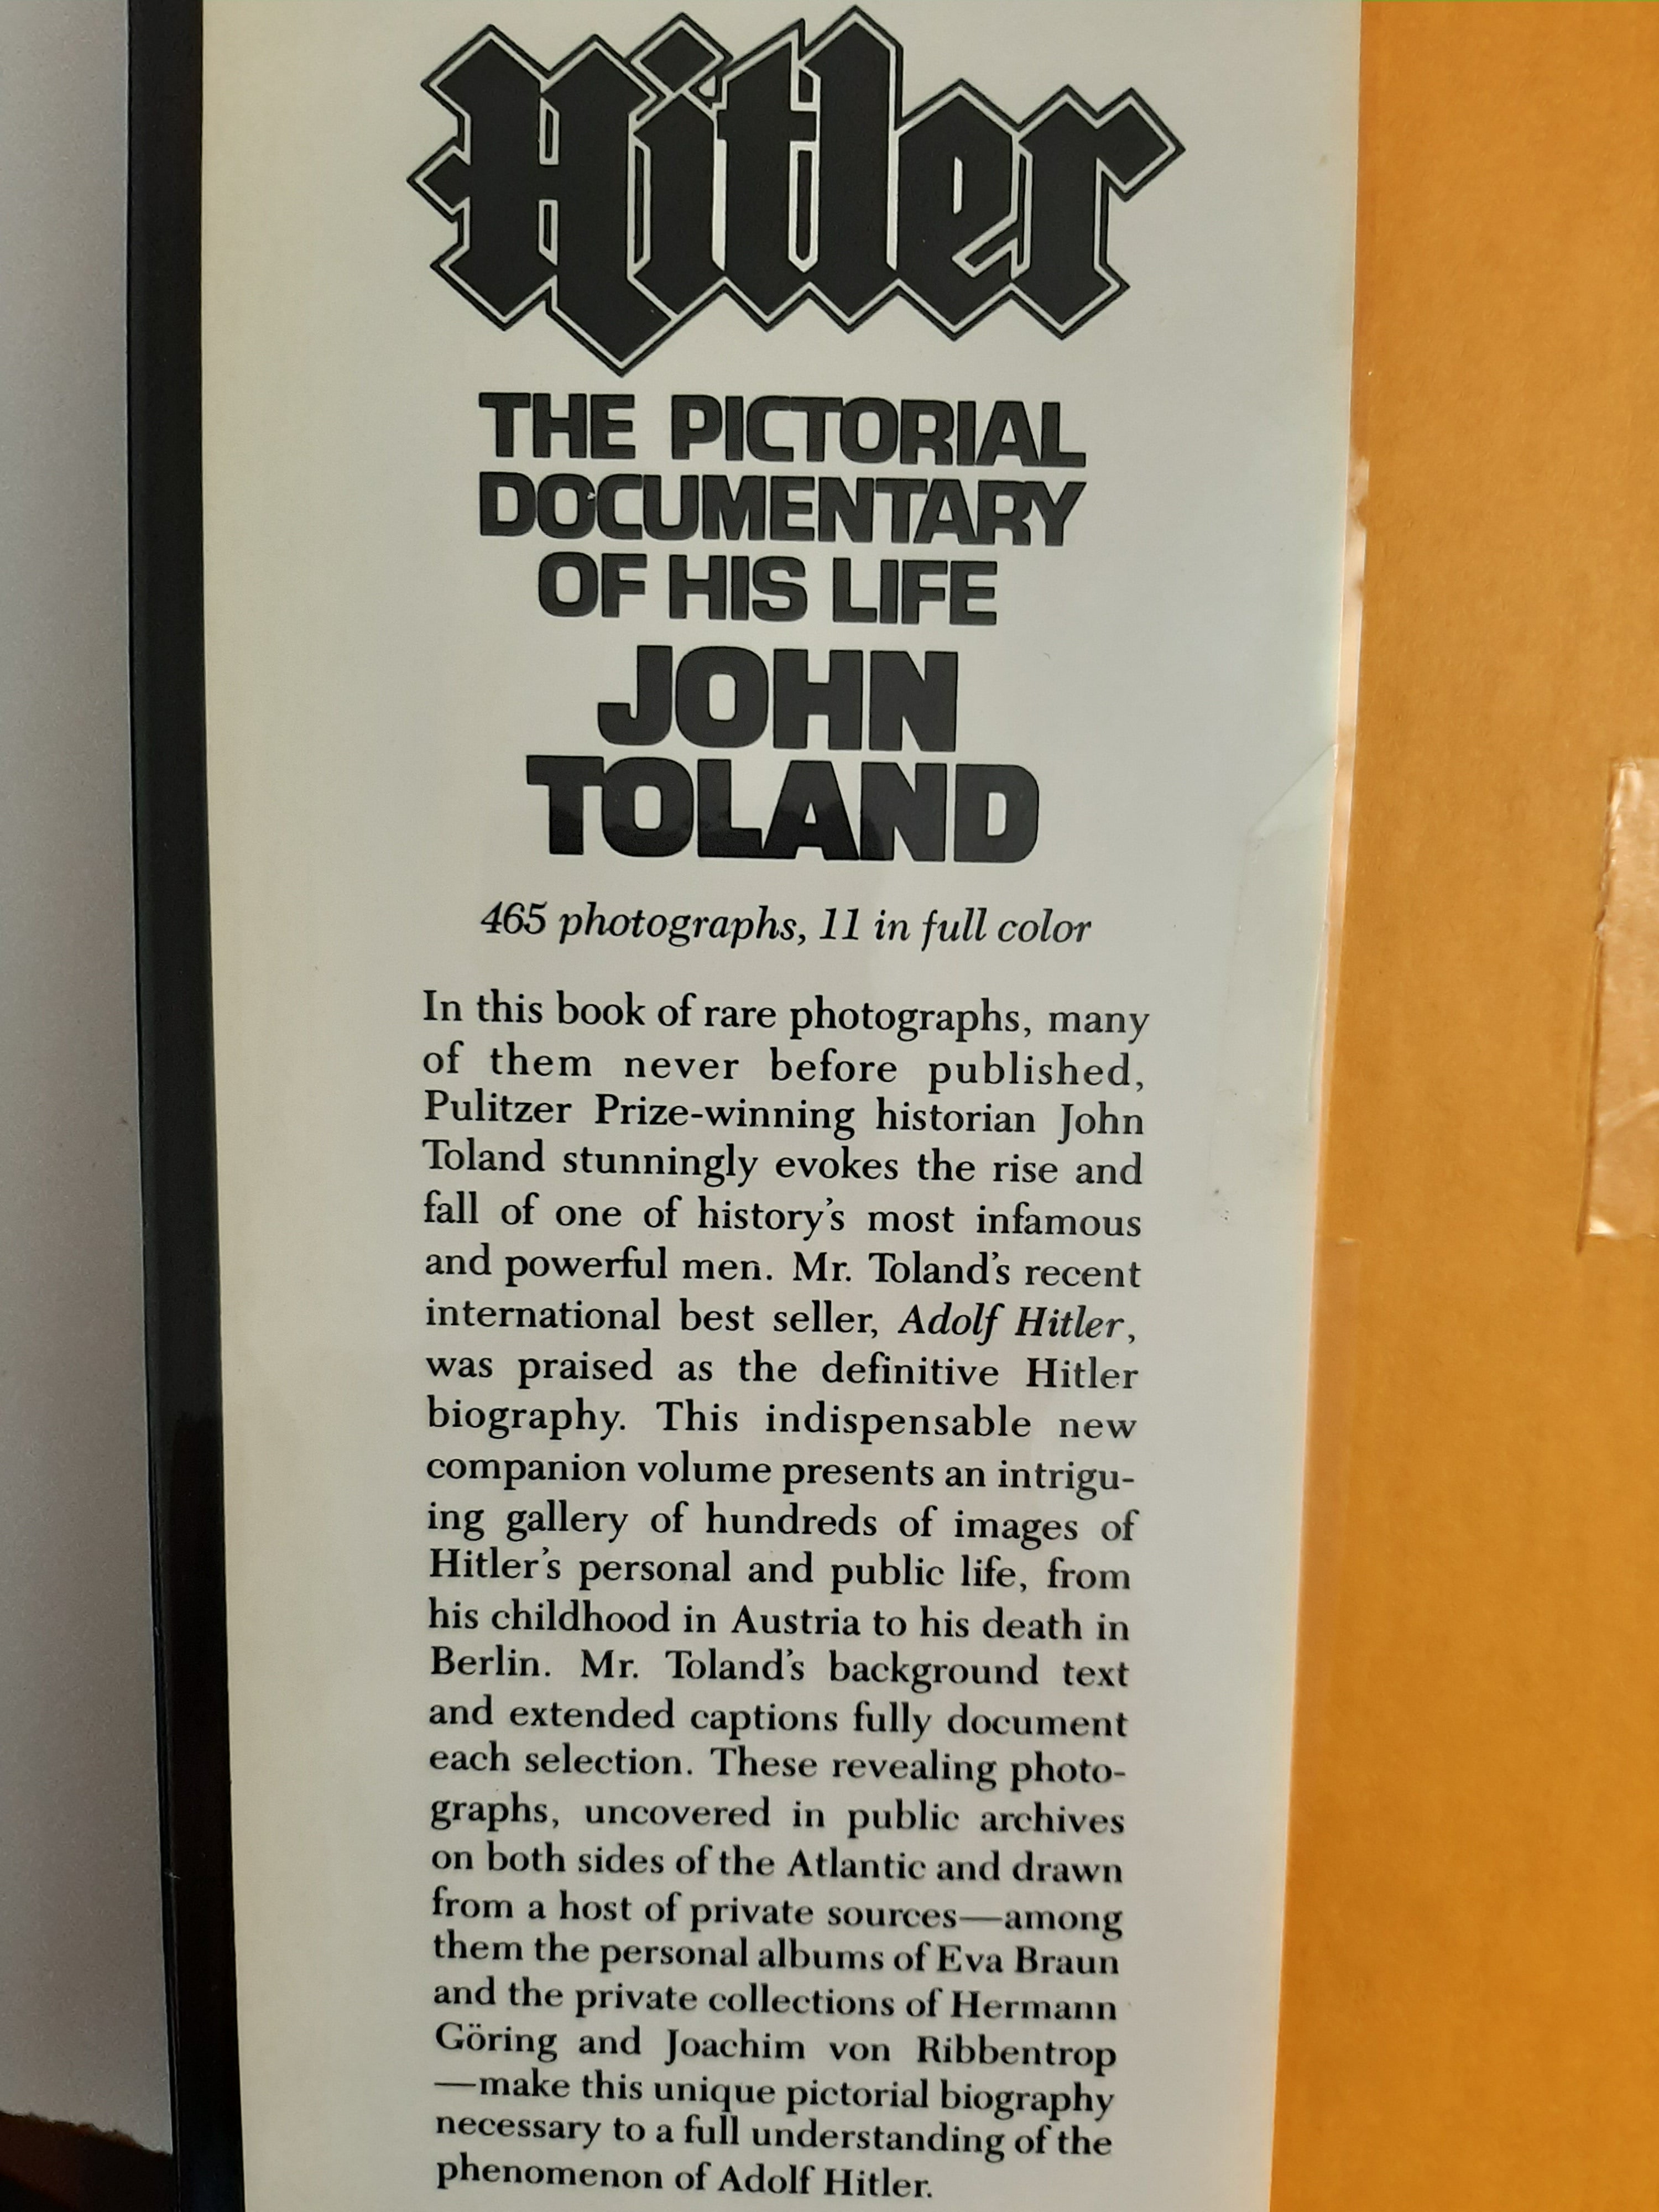 Hitler
THE PICTORIAL
DOCUMENTARY
OF HIS LIFE
JOHN
TOLAND
465 photographs, 11 in full color
In this book of rare photographs, many
of them never before published,
Pulitzer Prize-winning historian John
Toland stunningly evokes the rise and
fall of one of history's most infamous
and powerful men. Mr. Toland's recent
international best seller, Adolf Hitler,
was praised as the definitive Hitler
biography. This indispensable new
companion volume presents an intrigu-
ing gallery of hundreds of images of
Hitler's personal and public life, from
his childhood in Austria to his death in
Berlin. Mr. Toland's background text
and extended captions fully document
each selection. These revealing photo-
graphs, uncovered in public archives
on both sides of the Atlantic and drawn
from a host of private sources—among
them the personal albums of Eva Braun
and the private collections of Hermann
Göring and Joachim von Ribbentrop
—make this unique pictorial biography
necessary to a full understanding of the
phenomenon of Adolf Hitler.